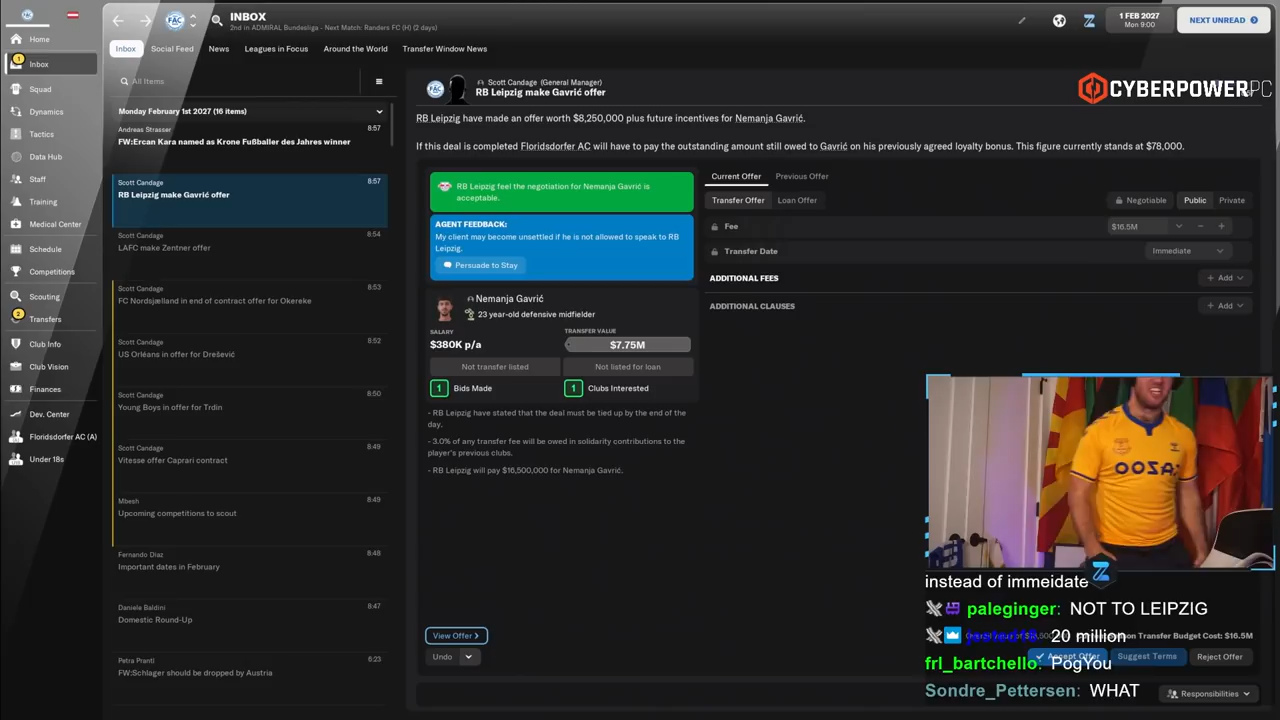 INBOX
2nd in ADMIRAL Bundesliga - Next Match: Randers FC (H) (2 days)
1 FEB 2027
Mon 9:00
NEXT UNREAD
Home
1
Inbox
Squad
Dynamics
Tactics
Data Hub
Staff
Training
Medical Center
Schedule
Competitions
Scouting
2
Transfers
Club Info
Club Vision
Finances
Dev. Center
Floridsdorfer AC (A)
Under 18s
Inbox
Social Feed
News
Leagues in Focus
Around the World
Transfer Window News
All Items
Monday February 1st 2027 (16 items)
Andreas Strasser
8:57
FW:Ercan Kara named as Krone Fußballer des Jahres winner
Scott Candage
8:57
RB Leipzig make Gavrić offer
Scott Candage
8:54
LAFC make Zentner offer
Scott Candage
8:53
FC Nordsjælland in end of contract offer for Okereke
Scott Candage
8:52
US Orléans in offer for Drešević
Scott Candage
8:50
Young Boys in offer for Trdin
Scott Candage
8:49
Vitesse offer Caprari contract
Mbesh
8:49
Upcoming competitions to scout
Fernando Díaz
8:48
Important dates in February
Daniele Baldini
8:47
Domestic Round-Up
Petra Prantl
6:23
FW:Schlager should be dropped by Austria
FAC
Scott Candage (General Manager)
RB Leipzig make Gavrić offer
CYBERPOWERPC
RB Leipzig have made an offer worth $8,250,000 plus future incentives for Nemanja Gavrić.
If this deal is completed Floridsdorfer AC will have to pay the outstanding amount still owed to Gavrić on his previously agreed loyalty bonus. This figure currently stands at $78,000.
RB Leipzig feel the negotiation for Nemanja Gavrić is
acceptable.
AGENT FEEDBACK:
My client may become unsettled if he is not allowed to speak to RB
Leipzig.
Persuade to Stay
Nemanja Gavrić
23 year-old defensive midfielder
SALARY
$380K p/a
TRANSFER VALUE
$7.75M
Not transfer listed
Not listed for loan
1 Bids Made
1 Clubs Interested
- RB Leipzig have stated that the deal must be tied up by the end of the
day.
- 3.0% of any transfer fee will be owed in solidarity contributions to the
player's previous clubs.
- RB Leipzig will pay $16,500,000 for Nemanja Gavrić.
View Offer
Undo
Current Offer
Previous Offer
Transfer Offer
Loan Offer
Negotiable
Public
Private
Fee
$16.5M
Transfer Date
Immediate
ADDITIONAL FEES
Add
ADDITIONAL CLAUSES
Add
instead of immeidate
paleginger: NOT TO LEIPZIG
20 million
Transfer Budget Cost: $16.5M
frl_bartchello: PogYou
Accept Offer
Suggest Terms
Reject Offer
Sondre_Pettersen: WHAT
Responsibilities